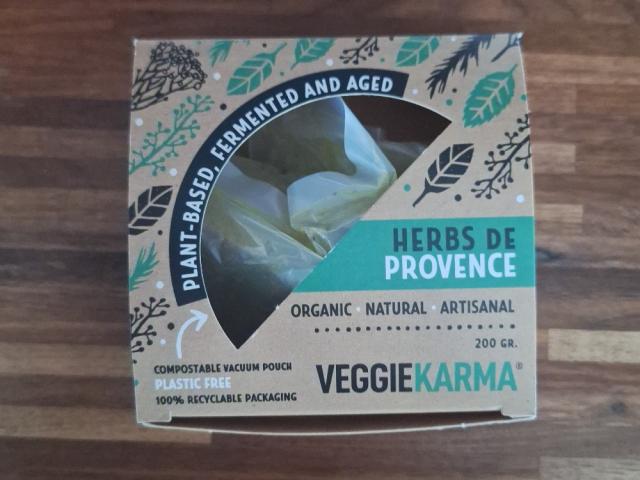 PLANT-BASED, FERMENTED AND AGED
HERBS DE
PROVENCE
ORGANIC · NATURAL · ARTISANAL
200 GR.
COMPOSTABLE VACUUM POUCH
PLASTIC FREE
100% RECYCLABLE PACKAGING
VEGGIEKARMA®